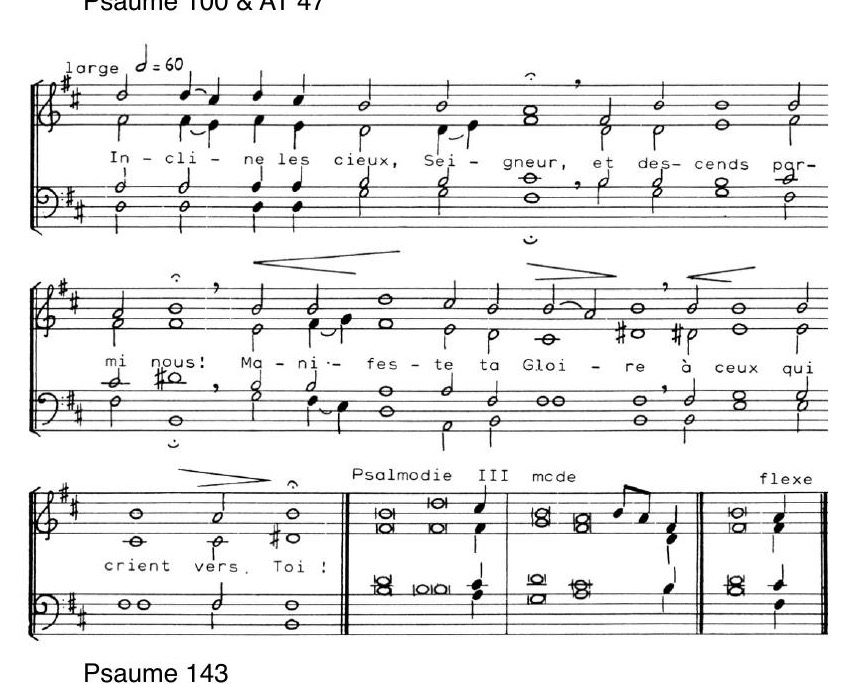 Psaume 100 & AT 47
large 𝅗𝅥 = 60
In - cli - ne les cieux, Sei - gneur, et des- cends par-
mi nous! Ma - ni - fes - te ta Gloi - re à ceux qui
Psalmodie III mode flexe
crient vers Toi !
Psaume 143